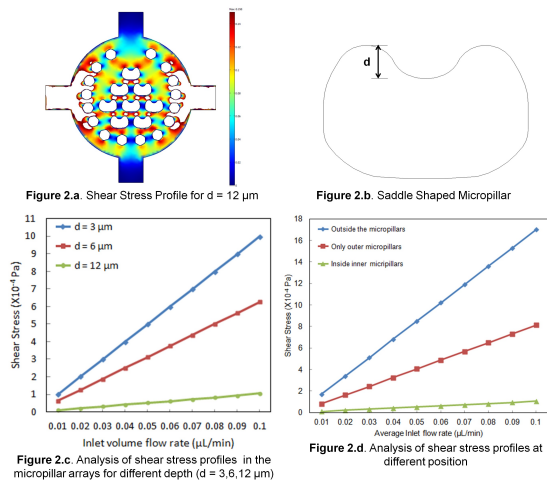 d
Figure 2.a. Shear Stress Profile for d = 12 µm
Figure 2.b. Saddle Shaped Micropillar
Shear Stress (X10⁻⁴ Pa)
11
10
9
8
7
6
5
4
3
2
1
0
d = 3 µm
d = 6 µm
d = 12 µm
0.01 0.02 0.03 0.04 0.05 0.06 0.07 0.08 0.09 0.1
Inlet volume flow rate (µL/min)
Figure 2.c. Analysis of shear stress profiles in the
micropillar arrays for different depth (d = 3,6,12 µm)
Shear Stress (X10⁻⁴ Pa)
18
16
14
12
10
8
6
4
2
0
Outside the micropillars
Only outer micropillars
Inside inner micripillars
0.01 0.02 0.03 0.04 0.05 0.06 0.07 0.08 0.09 0.1
Average Inlet flow rate (µL/min)
Figure 2.d. Analysis of shear stress profiles at
different position